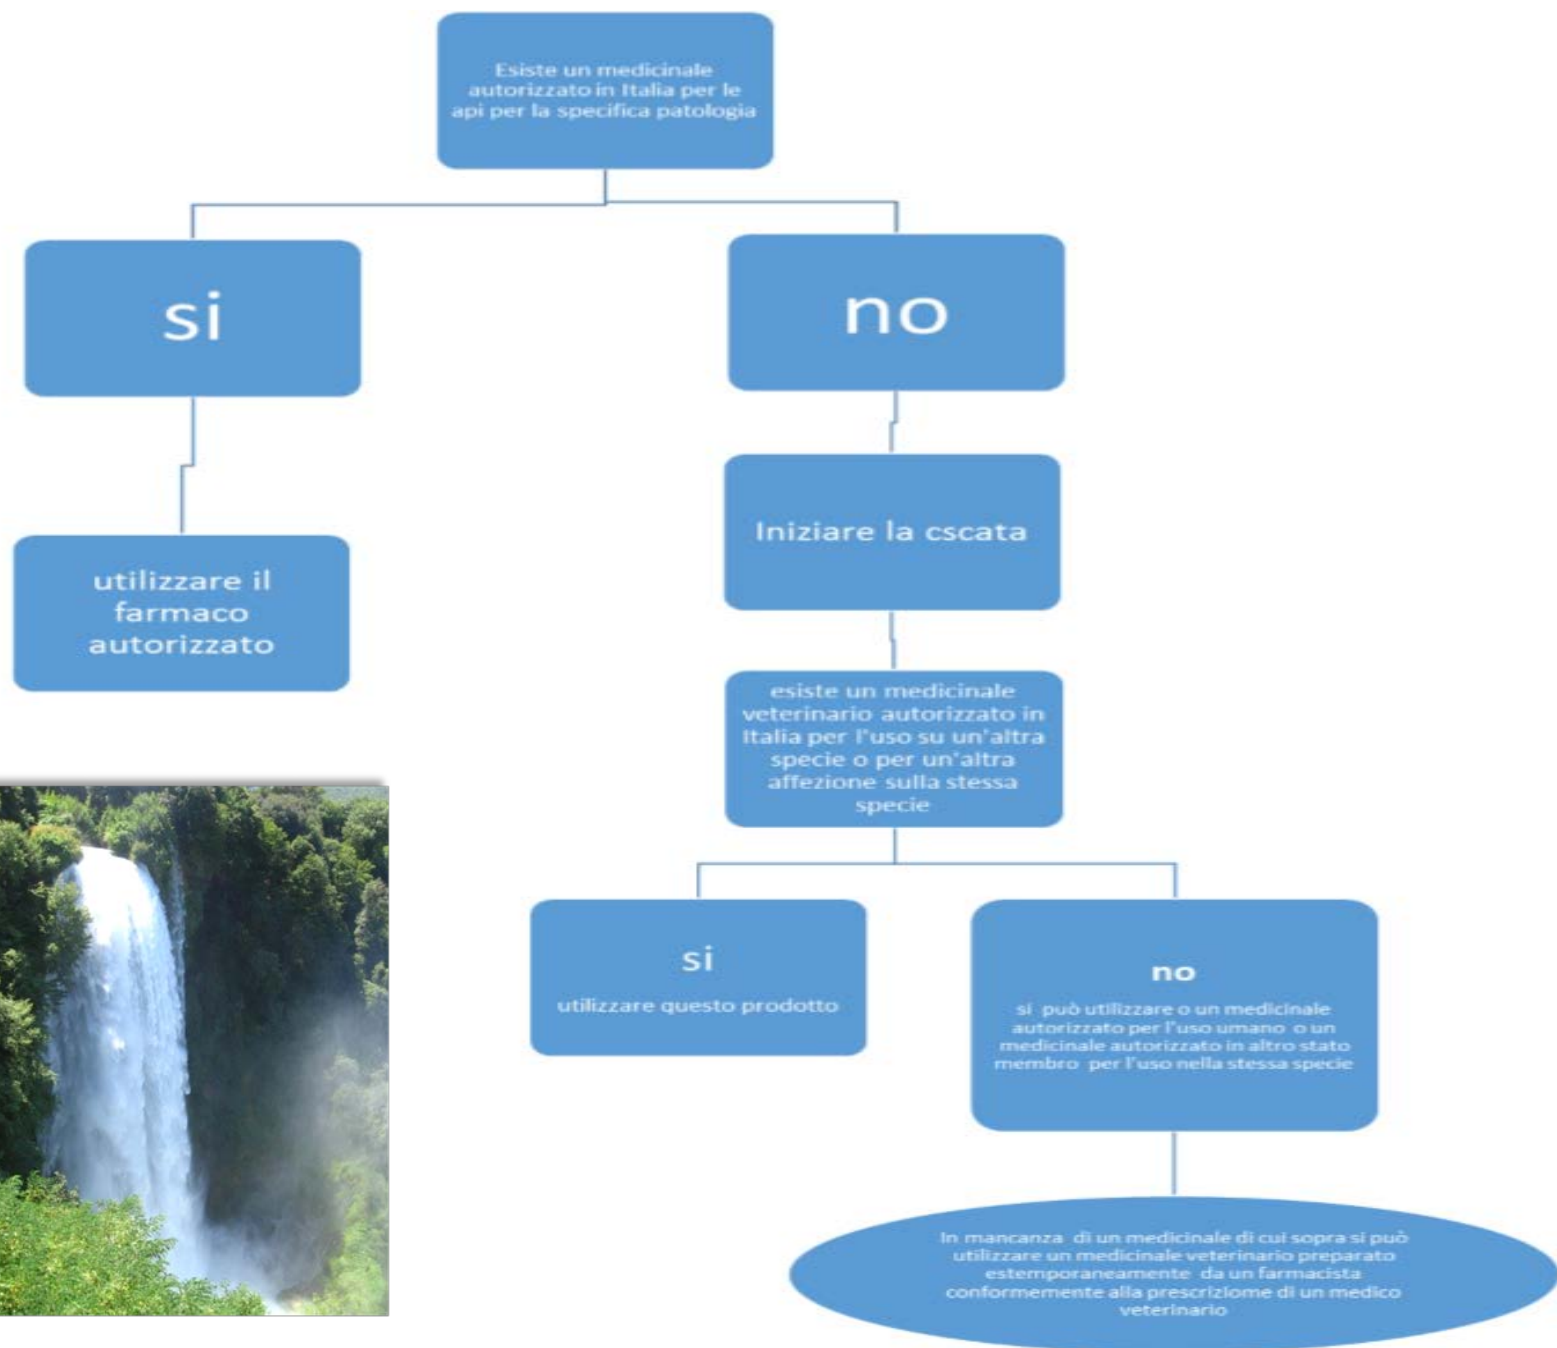 Esiste un medicinale
autorizzato in Italia per le
api per la specifica patologia
si
no
utilizzare il
farmaco
autorizzato
Iniziare la cscata
esiste un medicinale
veterinario autorizzato in
Italia per l'uso su un'altra
specie o per un'altra
affezione sulla stessa
specie
si
utilizzare questo prodotto
no
si può utilizzare o un medicinale
autorizzato per l'uso umano o un
medicinale autorizzato in altro stato
membro per l'uso nella stessa specie
In mancanza di un medicinale di cui sopra si può
utilizzare un medicinale veterinario preparato
estemporaneamente da un farmacista
conformemente alla prescriziome di un medico
veterinario